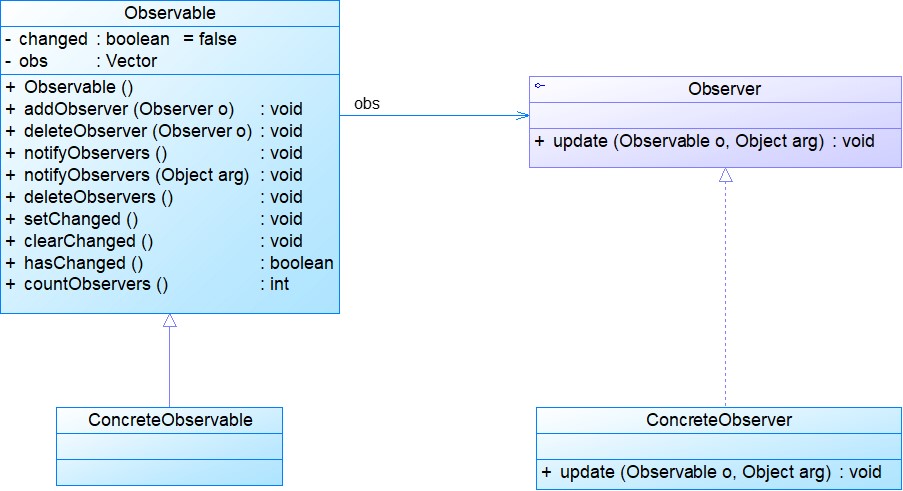 Observable
- changed : boolean = false
- obs : Vector
+ Observable ()
+ addObserver (Observer o) : void
+ deleteObserver (Observer o) : void
+ notifyObservers () : void
+ notifyObservers (Object arg) : void
+ deleteObservers () : void
+ setChanged () : void
+ clearChanged () : void
+ hasChanged () : boolean
+ countObservers () : int
obs
Observer
+ update (Observable o, Object arg) : void
ConcreteObservable
ConcreteObserver
+ update (Observable o, Object arg) : void